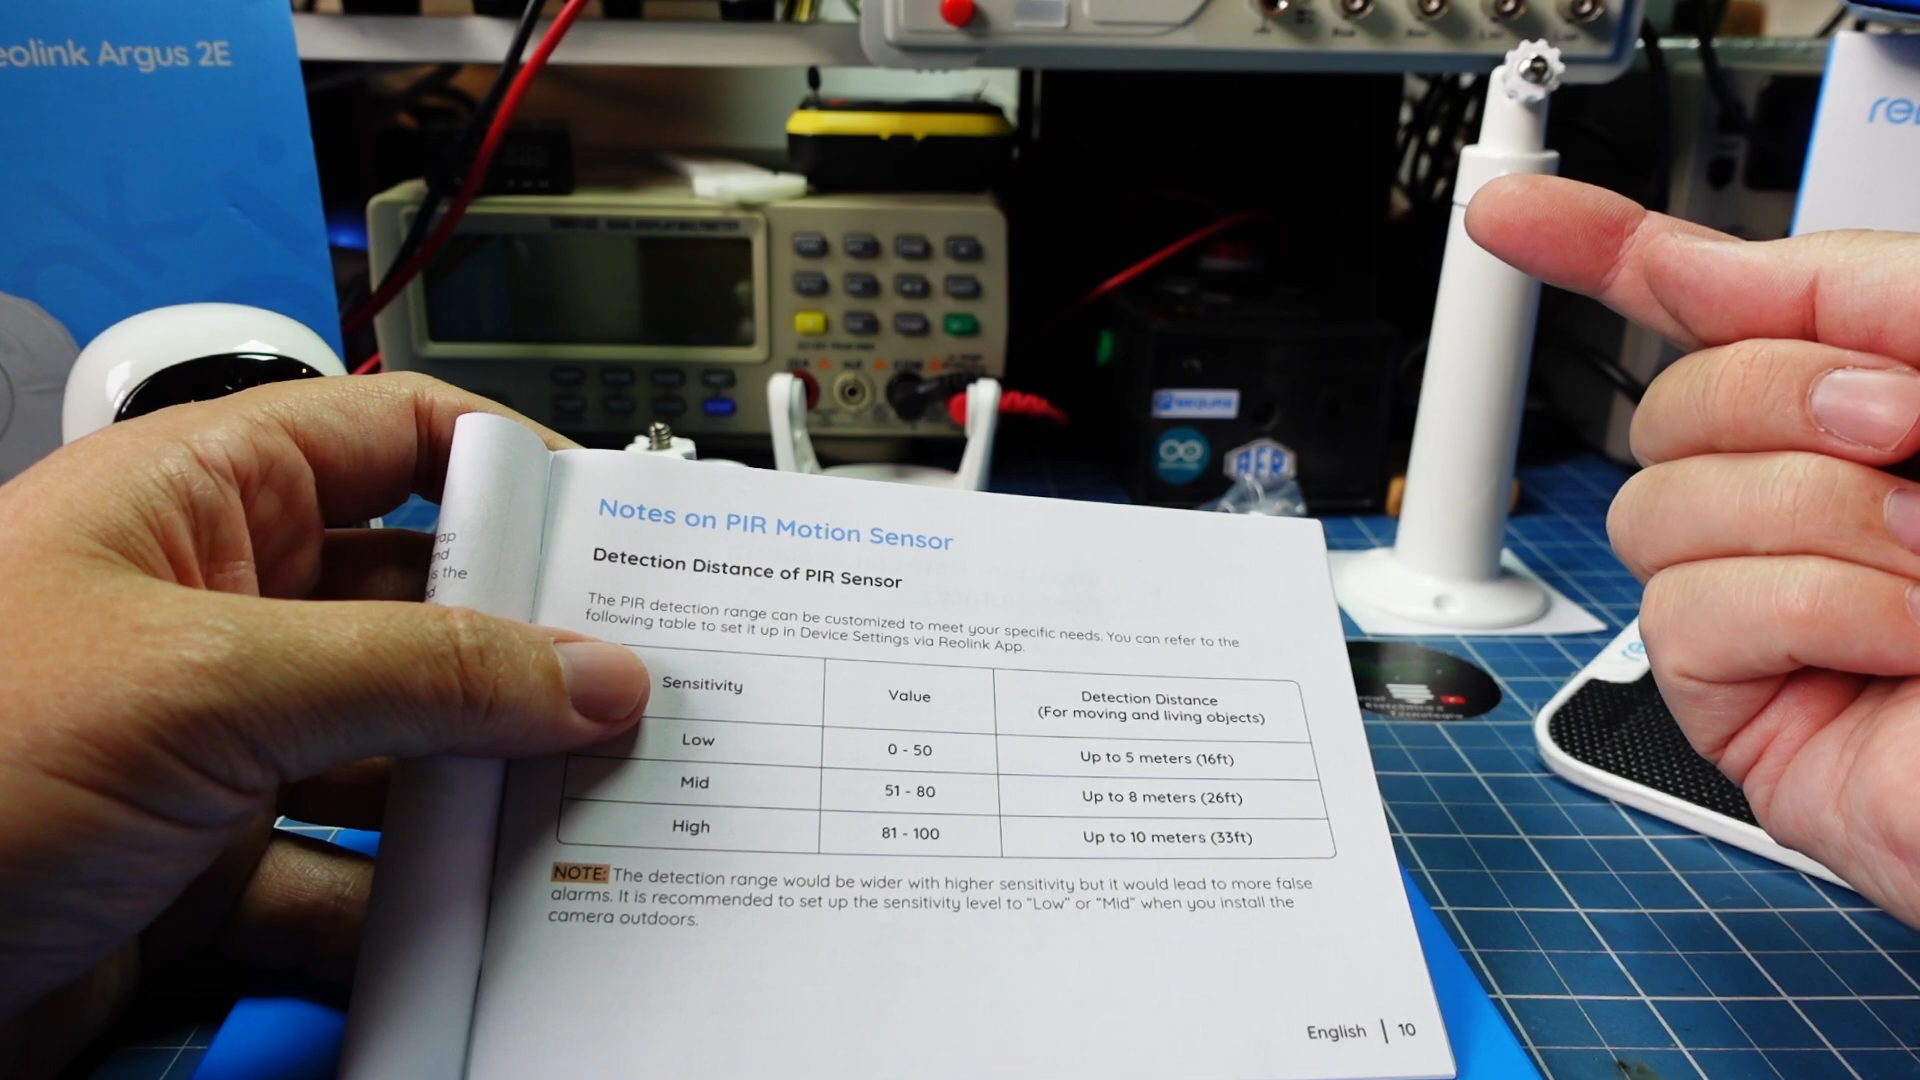 eolink Argus 2E
ap
nd
s the
d
Notes on PIR Motion Sensor
Detection Distance of PIR Sensor
The PIR detection range can be customized to meet your specific needs. You can refer to the
following table to set it up in Device Settings via Reolink App.
Sensitivity Value Detection Distance
(For moving and living objects)
Low 0 - 50 Up to 5 meters (16ft)
Mid 51 - 80 Up to 8 meters (26ft)
High 81 - 100 Up to 10 meters (33ft)
NOTE: The detection range would be wider with higher sensitivity but it would lead to more false
alarms. It is recommended to set up the sensitivity level to “Low” or “Mid” when you install the
camera outdoors.
English | 10
AFR